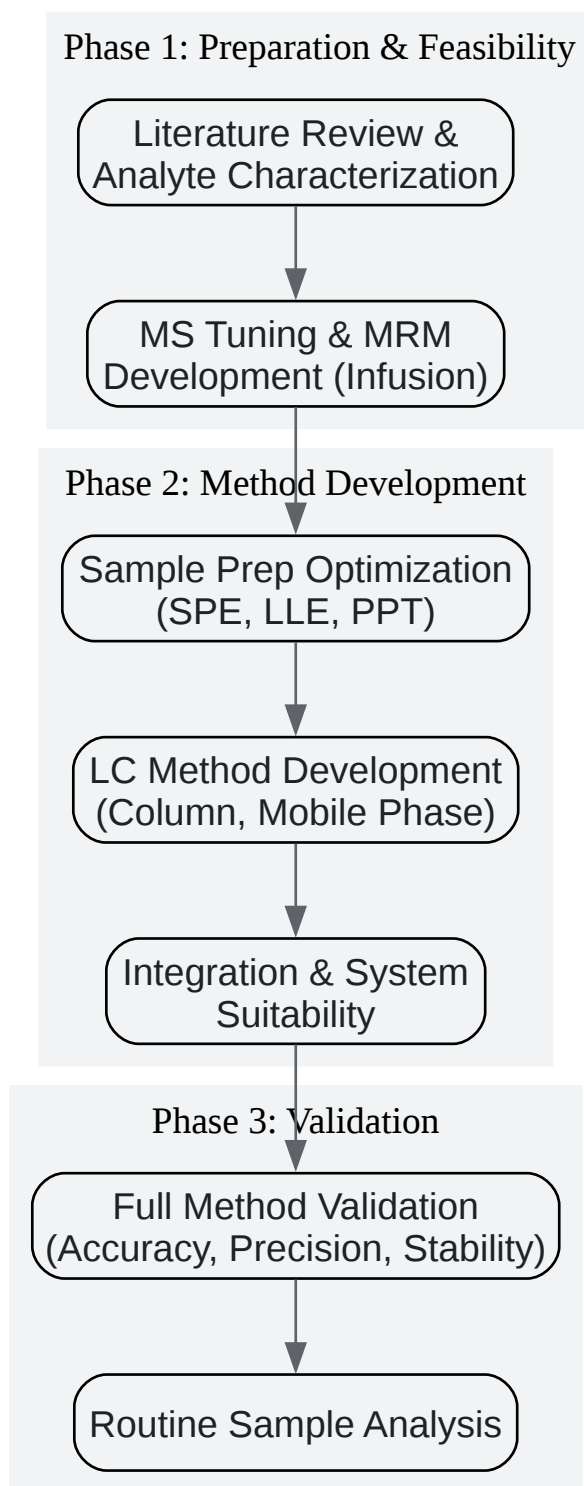 Phase 1: Preparation & Feasibility
Literature Review &
Analyte Characterization
MS Tuning & MRM
Development (Infusion)
Phase 2: Method Development
Sample Prep Optimization
(SPE, LLE, PPT)
LC Method Development
(Column, Mobile Phase)
Integration & System
Suitability
Phase 3: Validation
Full Method Validation
(Accuracy, Precision, Stability)
Routine Sample Analysis